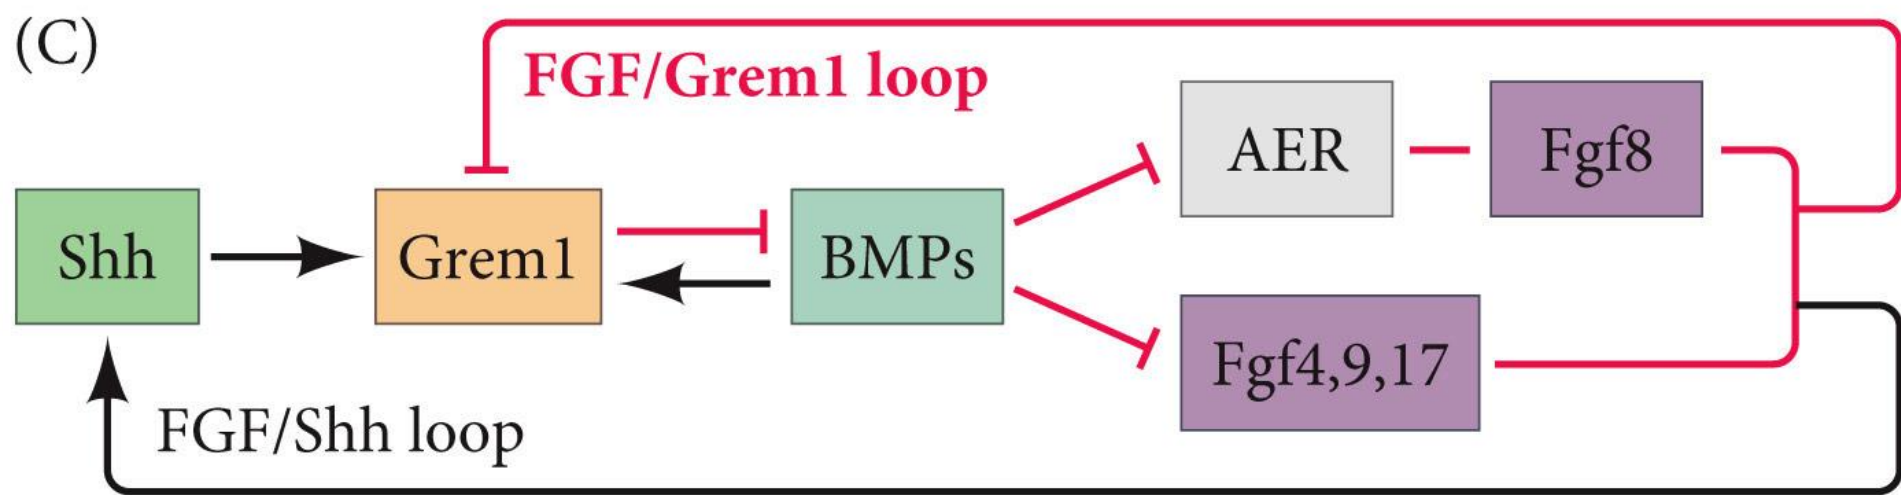 (C)
FGF/Grem1 loop
AER
Fgf8
Shh
Grem1
BMPs
Fgf4,9,17
FGF/Shh loop